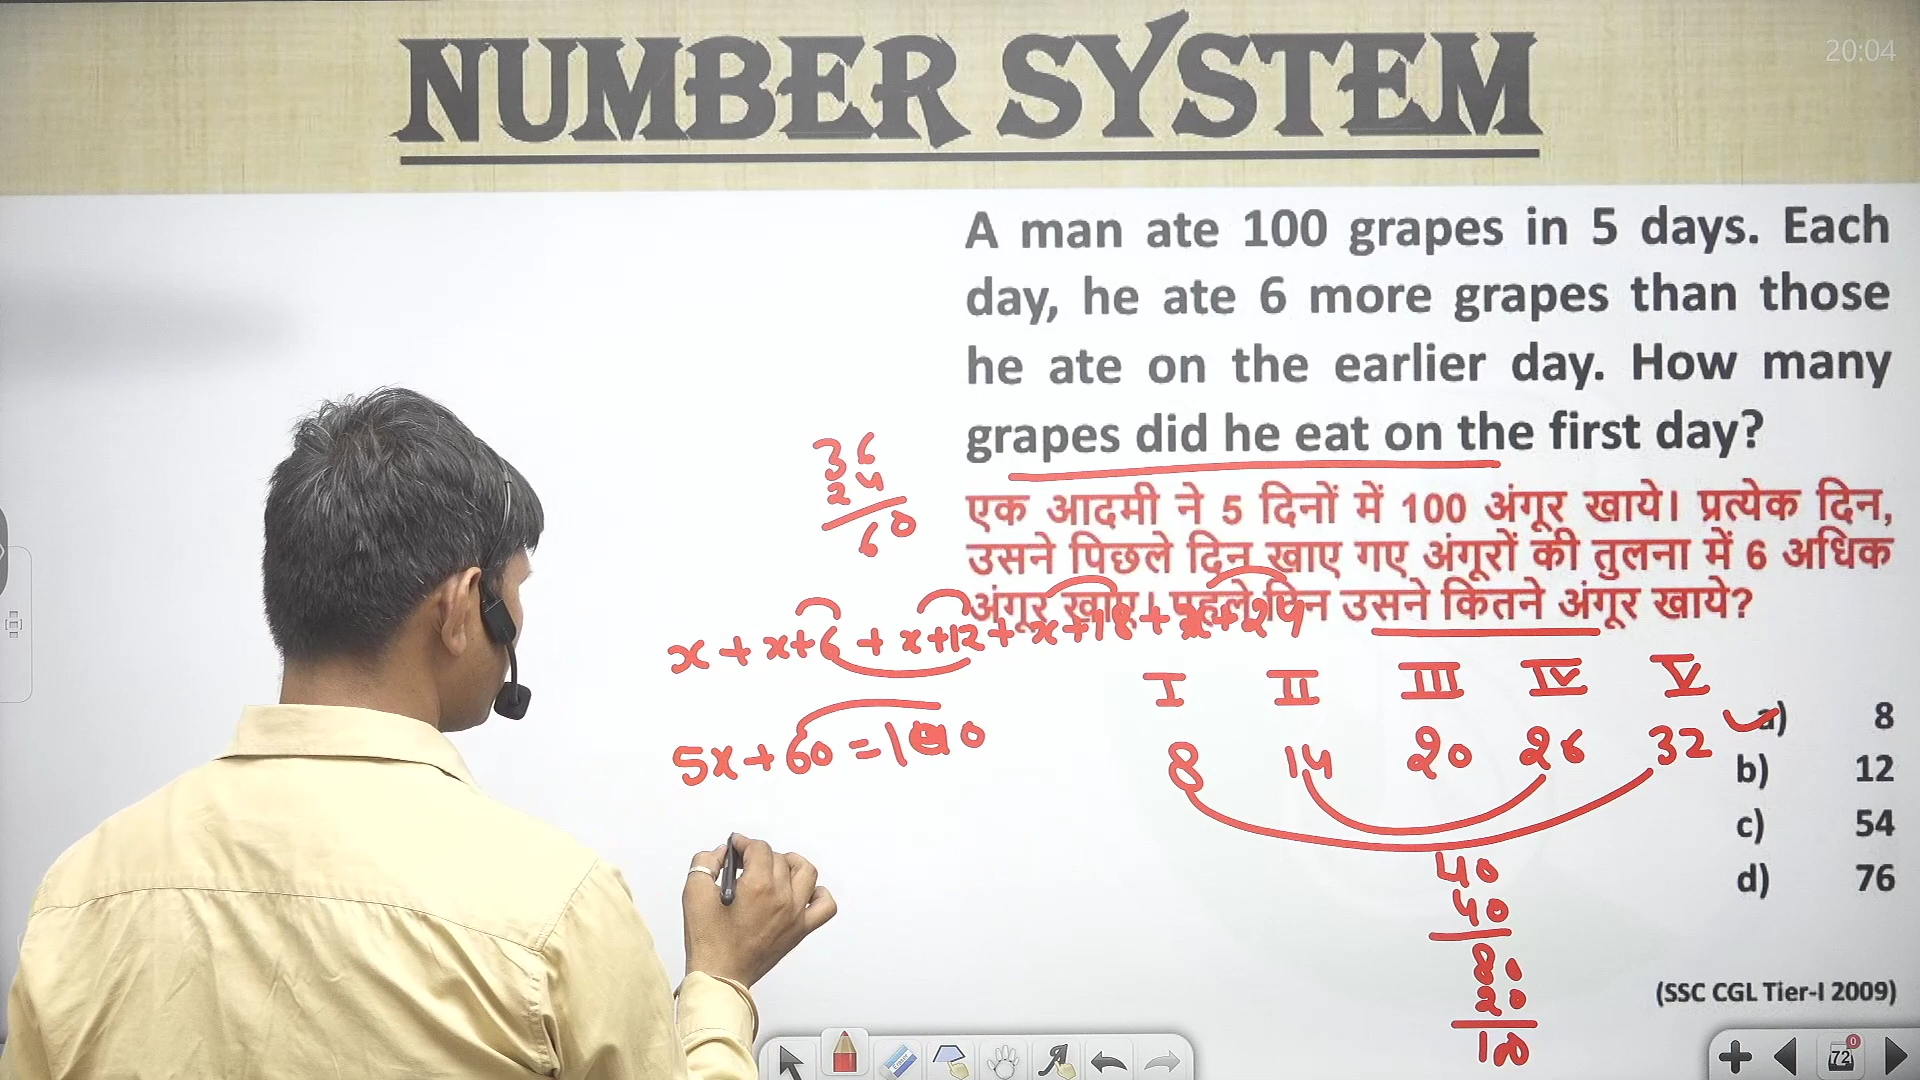 NUMBER SYSTEM
20:04
A man ate 100 grapes in 5 days. Each
day, he ate 6 more grapes than those
he ate on the earlier day. How many
grapes did he eat on the first day?
36
24
60
एक आदमी ने 5 दिनों में 100 अंगूर खाये। प्रत्येक दिन,
उसने पिछले दिन खाए गए अंगूरों की तुलना में 6 अधिक
अंगूर खाए। पहले दिन उसने कितने अंगूर खाये?
x + x+6 + x+12 + x+18 + x+24
I II III IV V
5x+60=100
8 14 20 26 32
a) 8
b) 12
c) 54
d) 76
40
40
80
20
(SSC CGL Tier-I 2009)
72
0